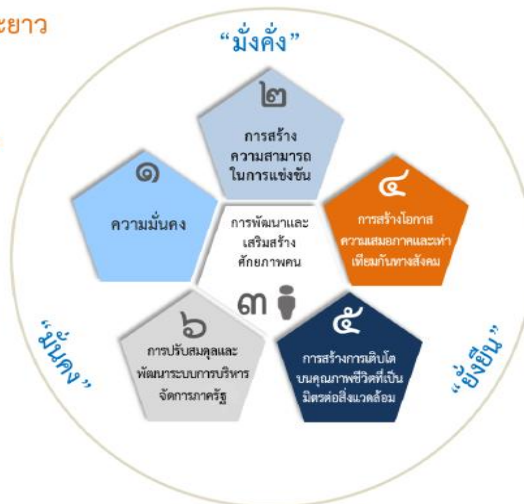 ะยาว
“มั่งคั่ง”
๒
การสร้าง
ความสามารถ
ในการแข่งขัน
๑
ความมั่นคง
๔
การสร้างโอกาส
ความเสมอภาคและเท่า
เทียมกันทางสังคม
การพัฒนาและ
เสริมสร้าง
ศักยภาพคน
๓
๖
การปรับสมดุลและ
พัฒนาระบบการบริหาร
จัดการภาครัฐ
๕
การสร้างการเติบโต
บนคุณภาพชีวิตที่เป็น
มิตรต่อสิ่งแวดล้อม
“มั่นคง”
“ยั่งยืน”